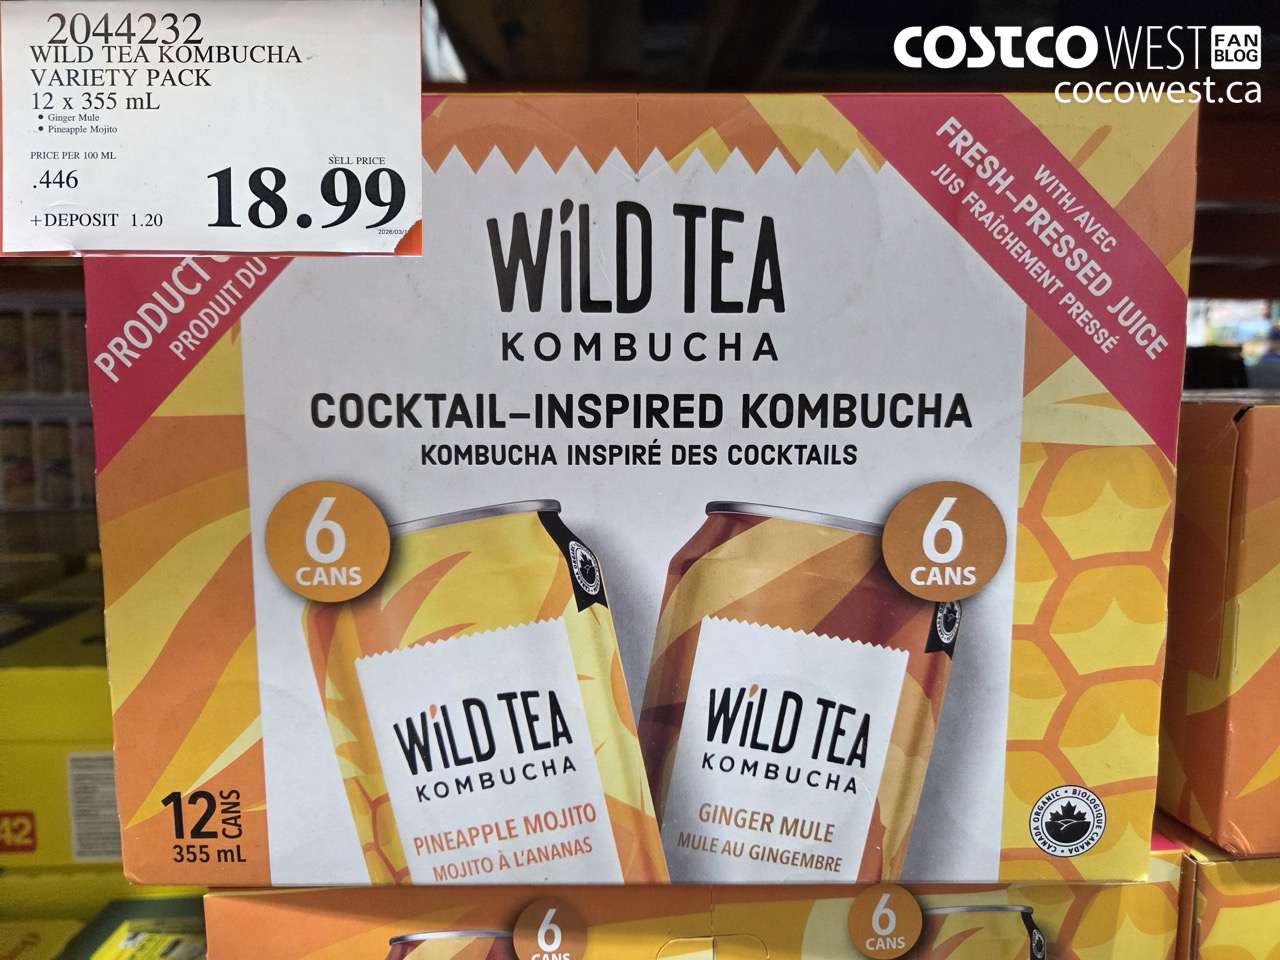 2044232
WILD TEA KOMBUCHA
VARIETY PACK
12 x 355 mL
• Ginger Mule
• Pineapple Mojito
PRICE PER 100 ML
.446
SELL PRICE
18.99
+DEPOSIT 1.20
COSTCO WEST FAN BLOG
cocowest.ca
PRODUCT
PRODUIT DU
WITH/AVEC
FRESH-PRESSED JUICE
JUS FRAÎCHEMENT PRESSÉ
WiLD TEA
KOMBUCHA
COCKTAIL-INSPIRED KOMBUCHA
KOMBUCHA INSPIRÉ DES COCKTAILS
6
CANS
6
CANS
WiLD TEA
KOMBUCHA
PINEAPPLE MOJITO
MOJITO À L'ANANAS
WiLD TEA
KOMBUCHA
GINGER MULE
MULE AU GINGEMBRE
12 CANS
355 mL
CANADA ORGANIC • BIOLOGIQUE CANADA
42
6
CANS
6
CANS